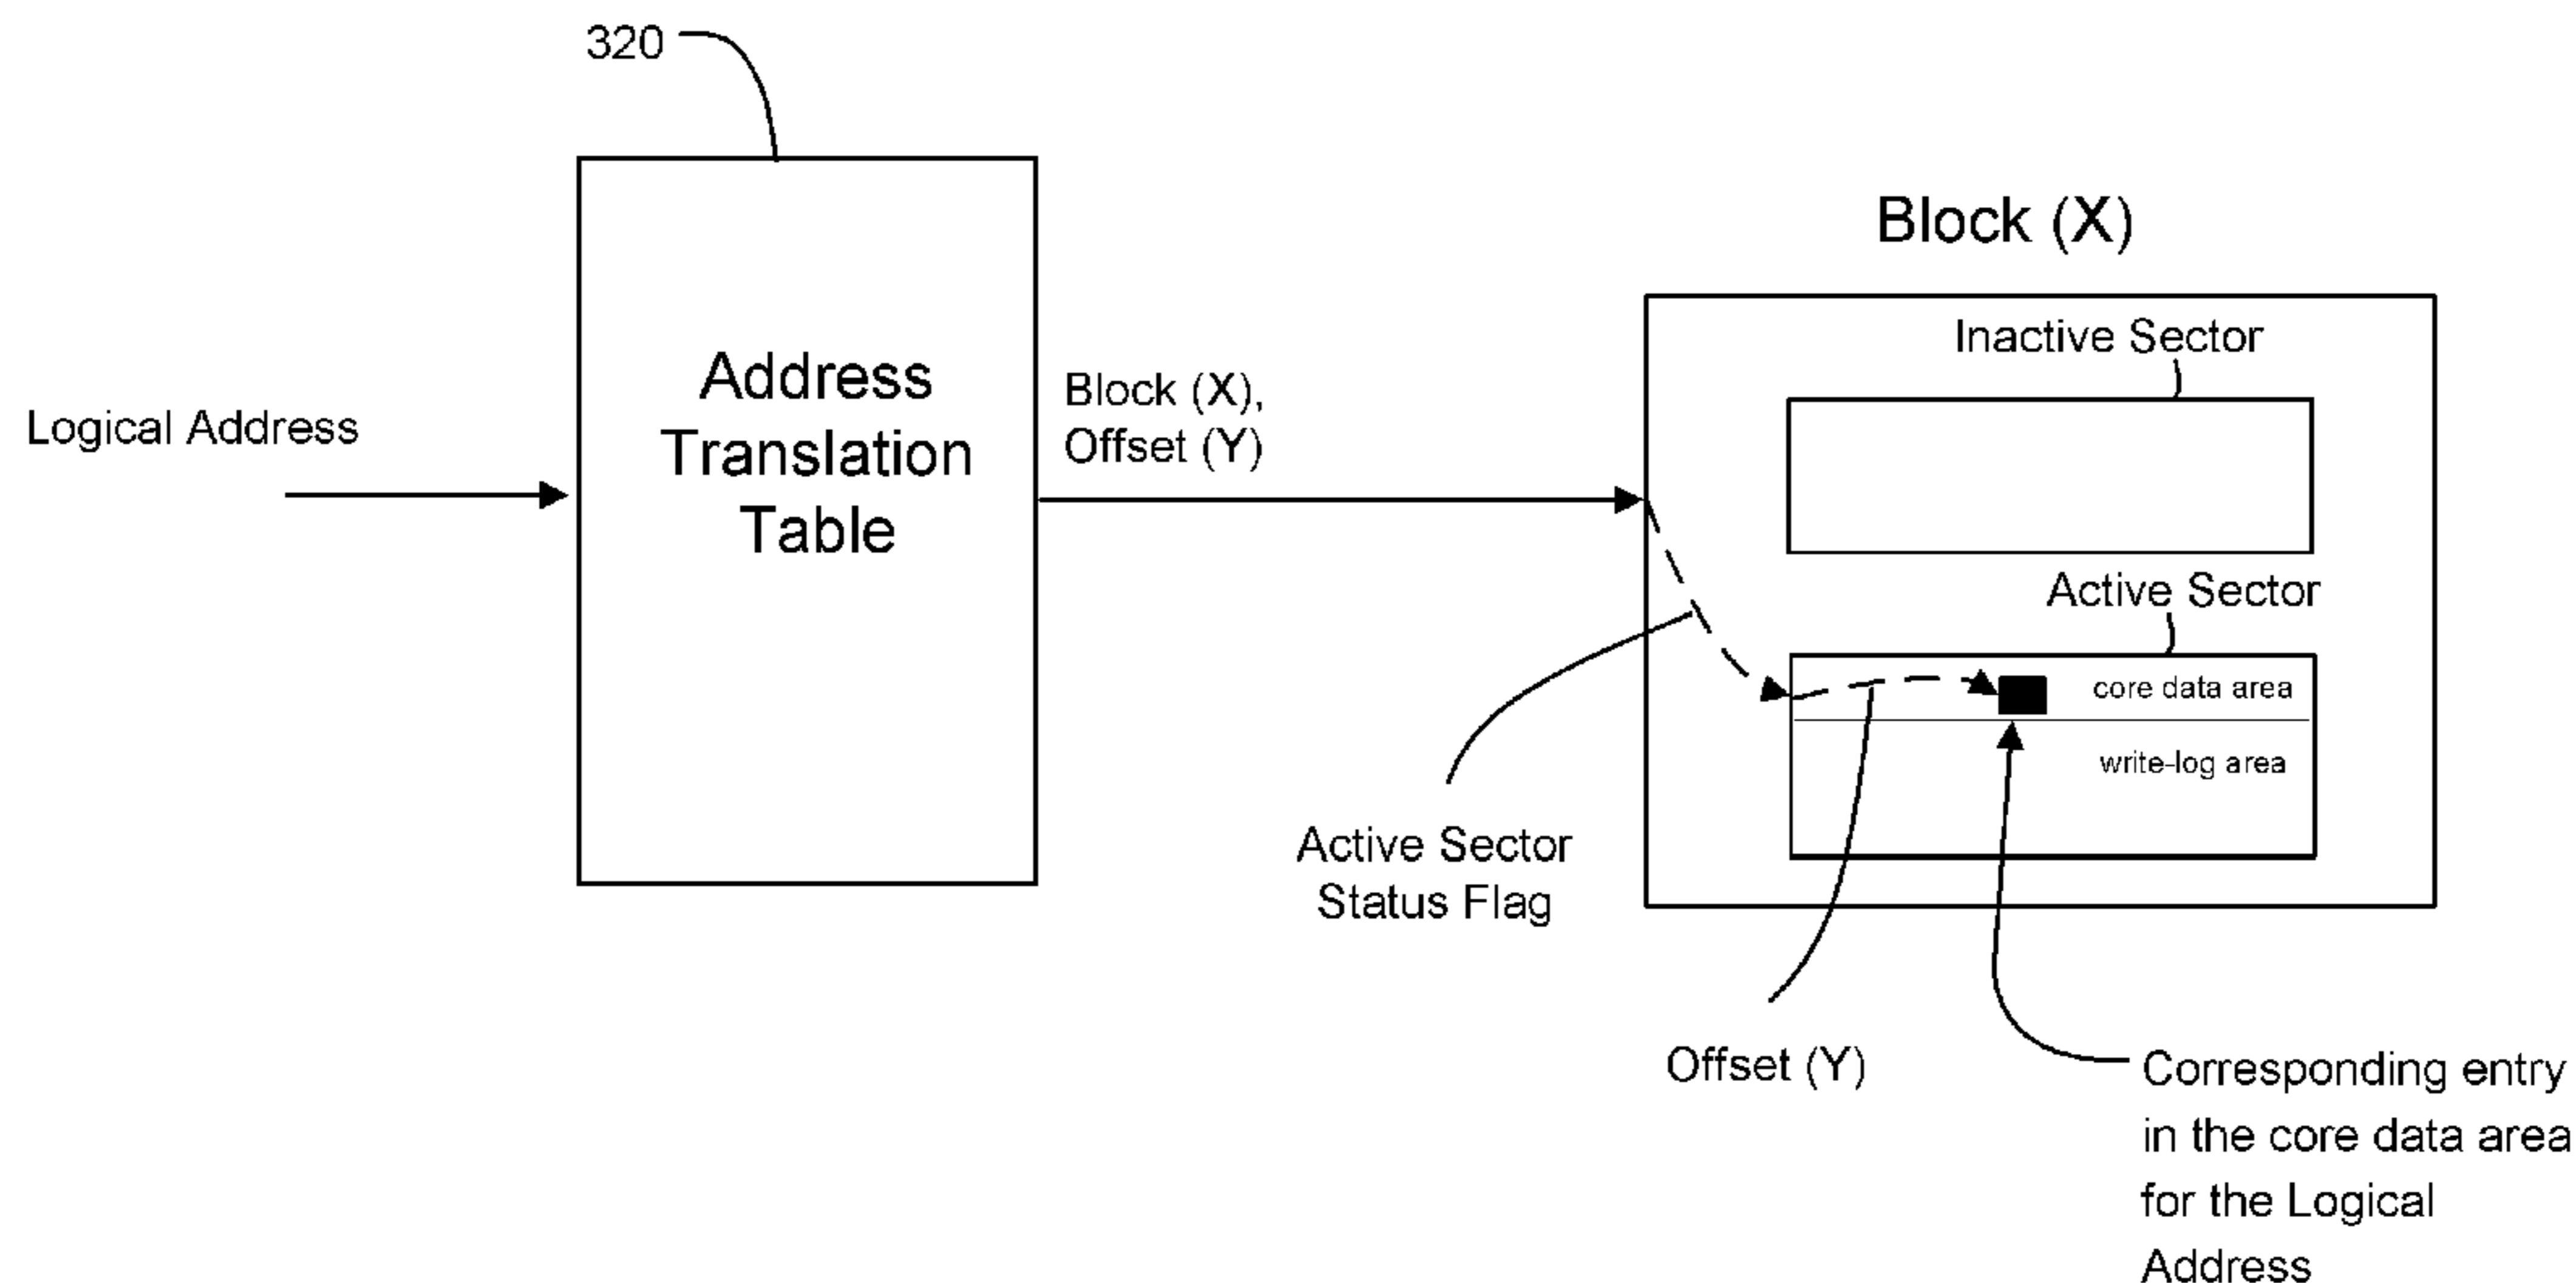 320
Logical Address
Address
Translation
Table
Block (X),
Offset (Y)
Block (X)
Inactive Sector
Active Sector
core data area
write-log area
Active Sector
Status Flag
Offset (Y)
Corresponding entry
in the core data area
for the Logical
Address